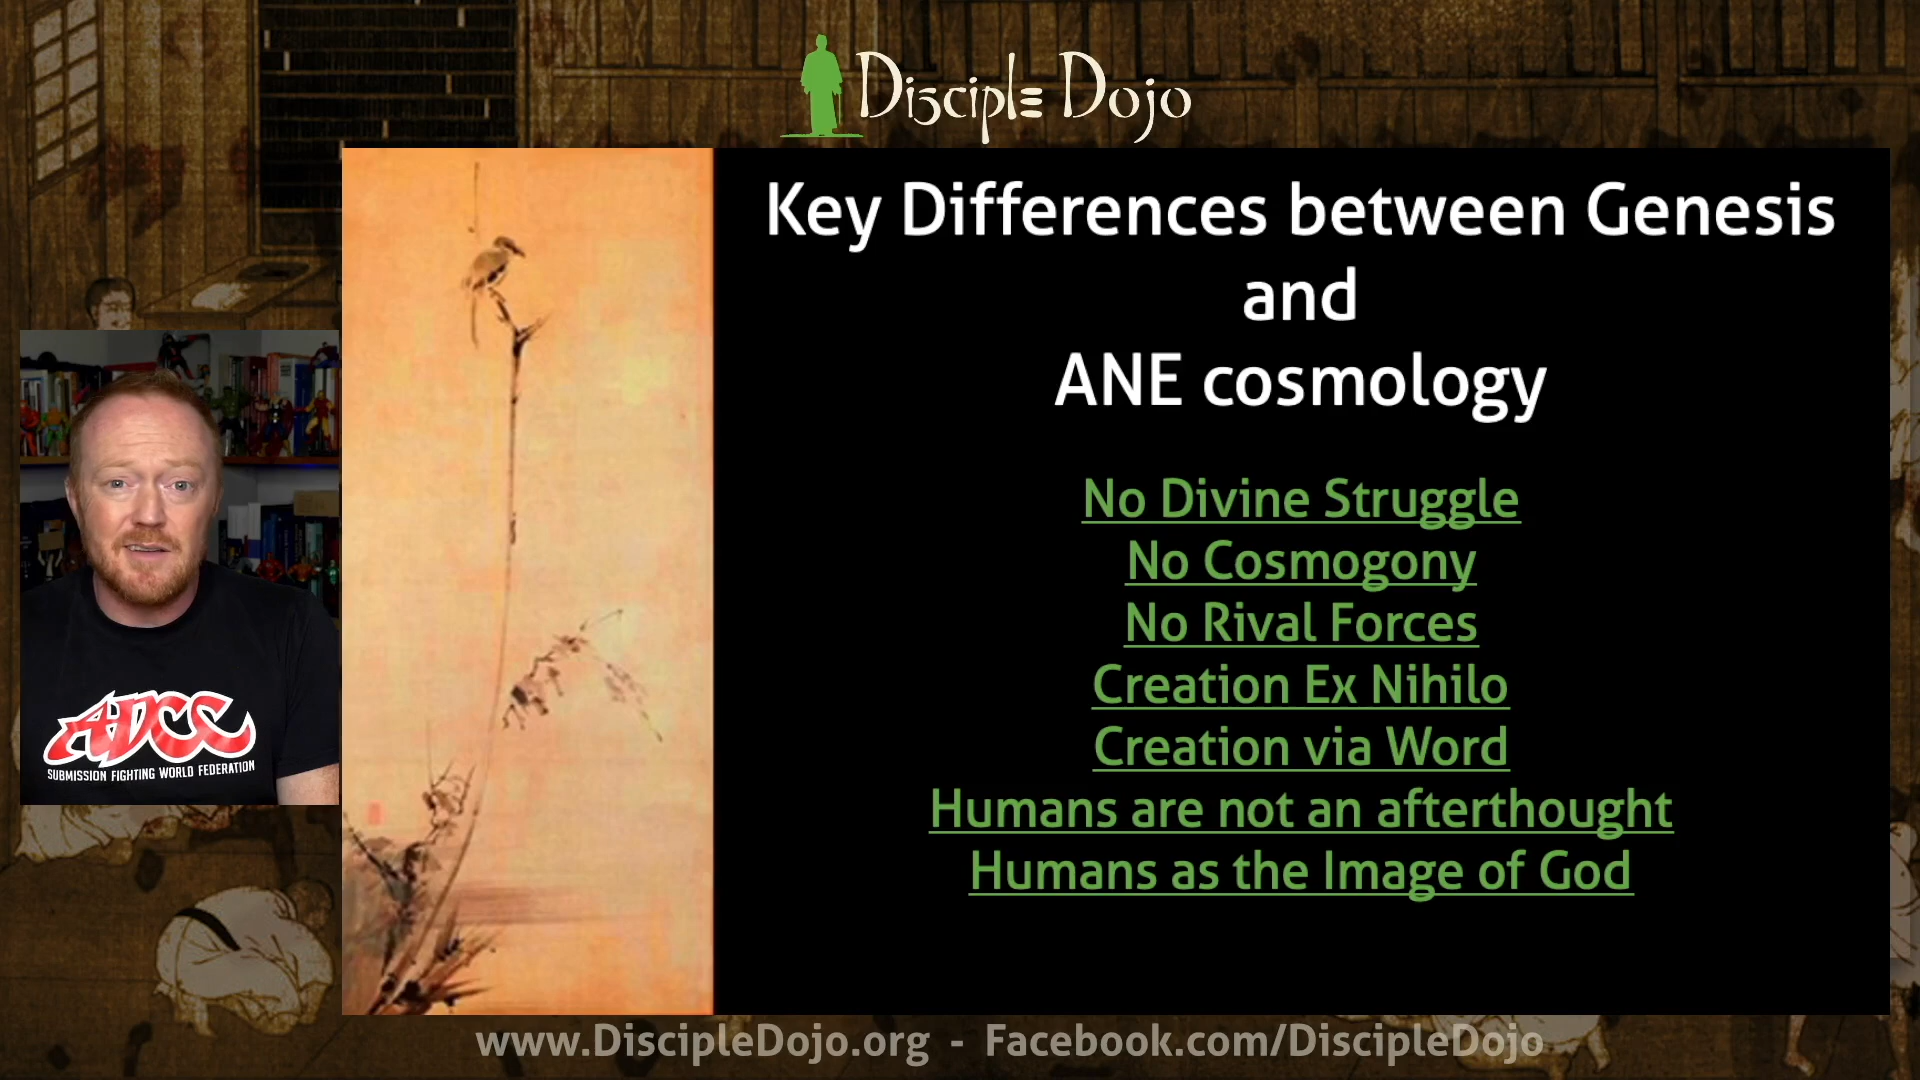 Disciple Dojo
Key Differences between Genesis
and
ANE cosmology
No Divine Struggle
No Cosmogony
No Rival Forces
Creation Ex Nihilo
Creation via Word
Humans are not an afterthought
Humans as the Image of God
ADCC
SUBMISSION FIGHTING WORLD FEDERATION
www.DiscipleDojo.org - Facebook.com/DiscipleDojo